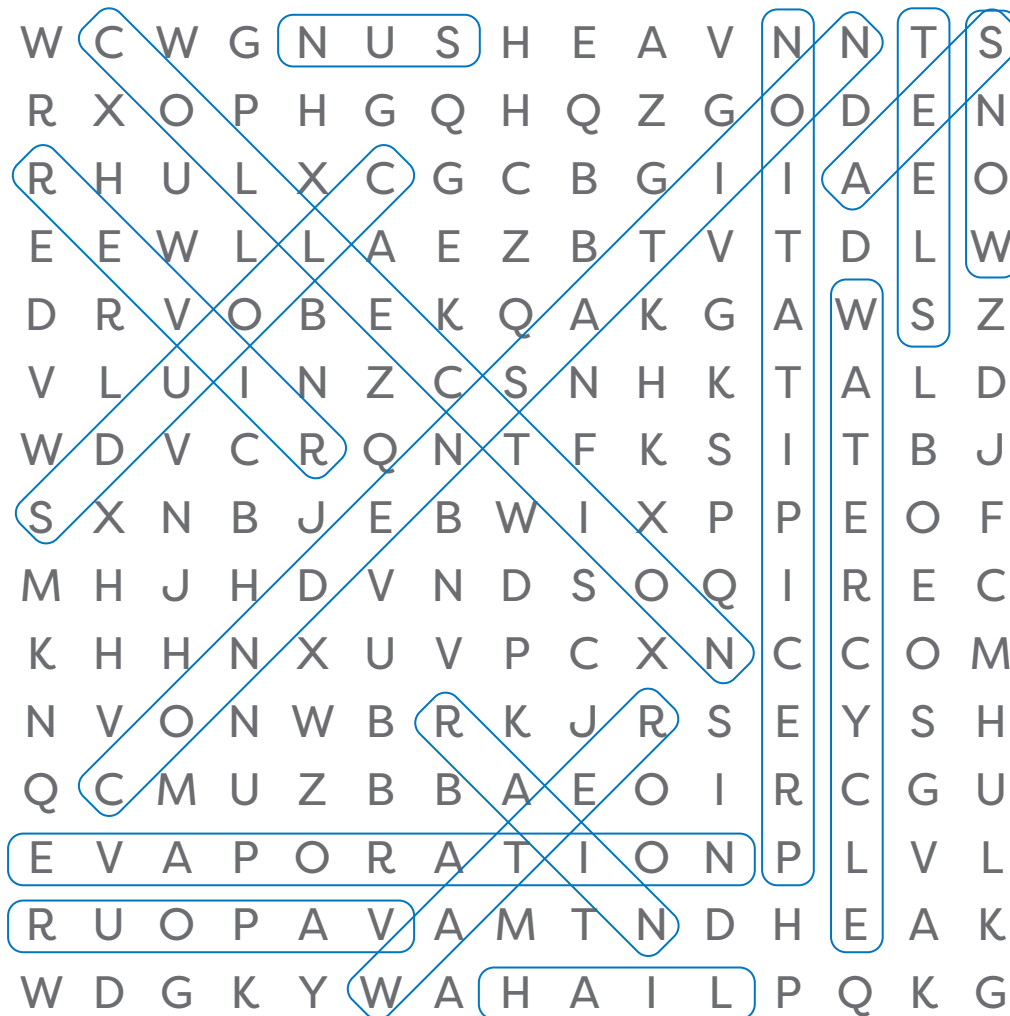 W C W G N U S H E A V N N T S
R X O P H G Q H Q Z G O D E N
R H U L X C G C B G I I A E O
E E W L L A E Z B T V T D L W
D R V O B E K Q A K G A W S Z
V L U I N Z C S N H K T A L D
W D V C R Q N T F K S I T B J
S X N B J E B W I X P P E O F
M H J H D V N D S O Q I R E C
K H H N X U V P C X N C C O M
N V O N W B R K J R S E Y S H
Q C M U Z B B A E O I R C G U
E V A P O R A T I O N P L V L
R U O P A V A M T N D H E A K
W D G K Y W A H A I L P Q K G